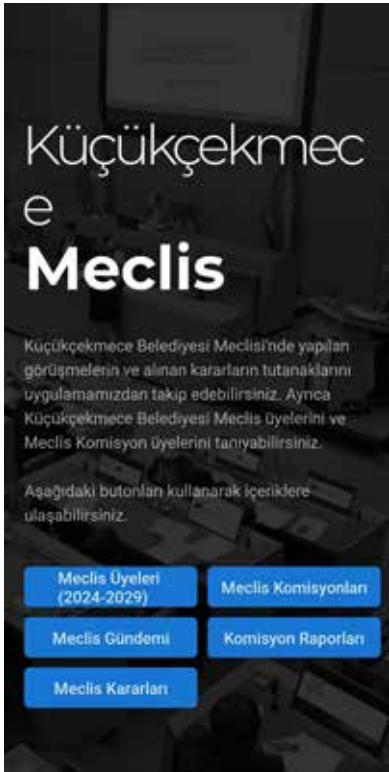 Küçükçekmec
e
Meclis
Küçükçekmece Belediyesi Meclisi'nde yapılan
görüşmelerin ve alınan kararların tutanaklarını
uygulamamızdan takip edebilirsiniz. Ayrıca
Küçükçekmece Belediyesi Meclis üyelerini ve
Meclis Komisyon üyelerini tanıyabilirsiniz.
Aşağıdaki butonları kullanarak içeriklere
ulaşabilirsiniz.
Meclis Üyeleri
(2024-2029)
Meclis Komisyonları
Meclis Gündemi
Komisyon Raporları
Meclis Kararları